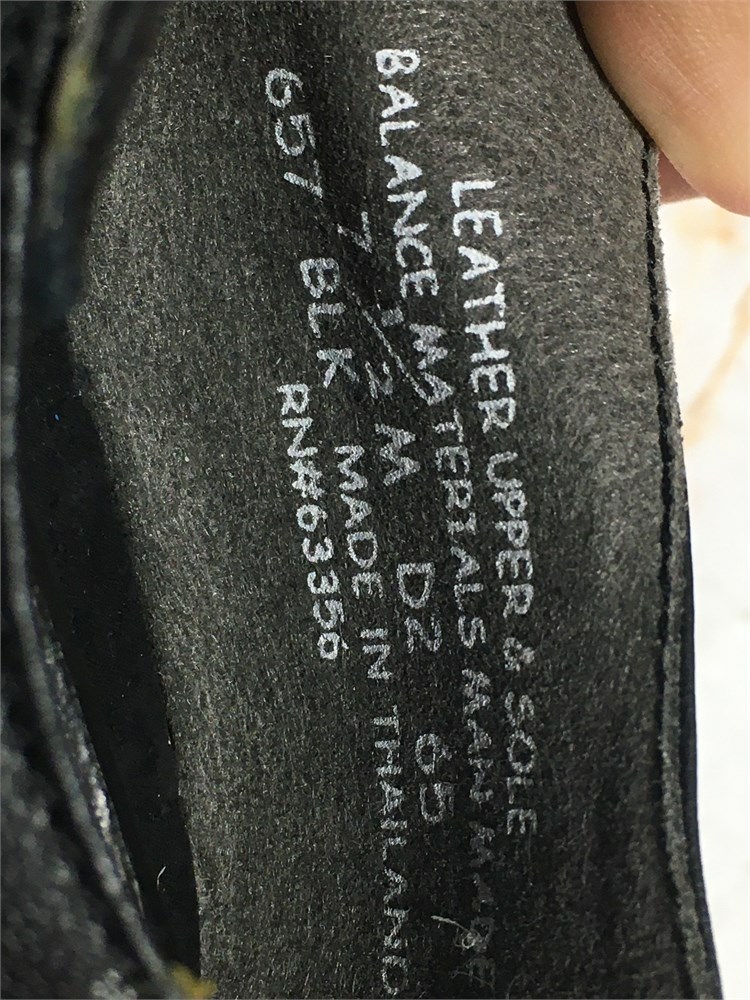 LEATHER UPPER & SOLE
BALANCE MATERIALS MAN MADE
7 1/2 M D2 65
657 BLK MADE IN THAILAND
RN#63356